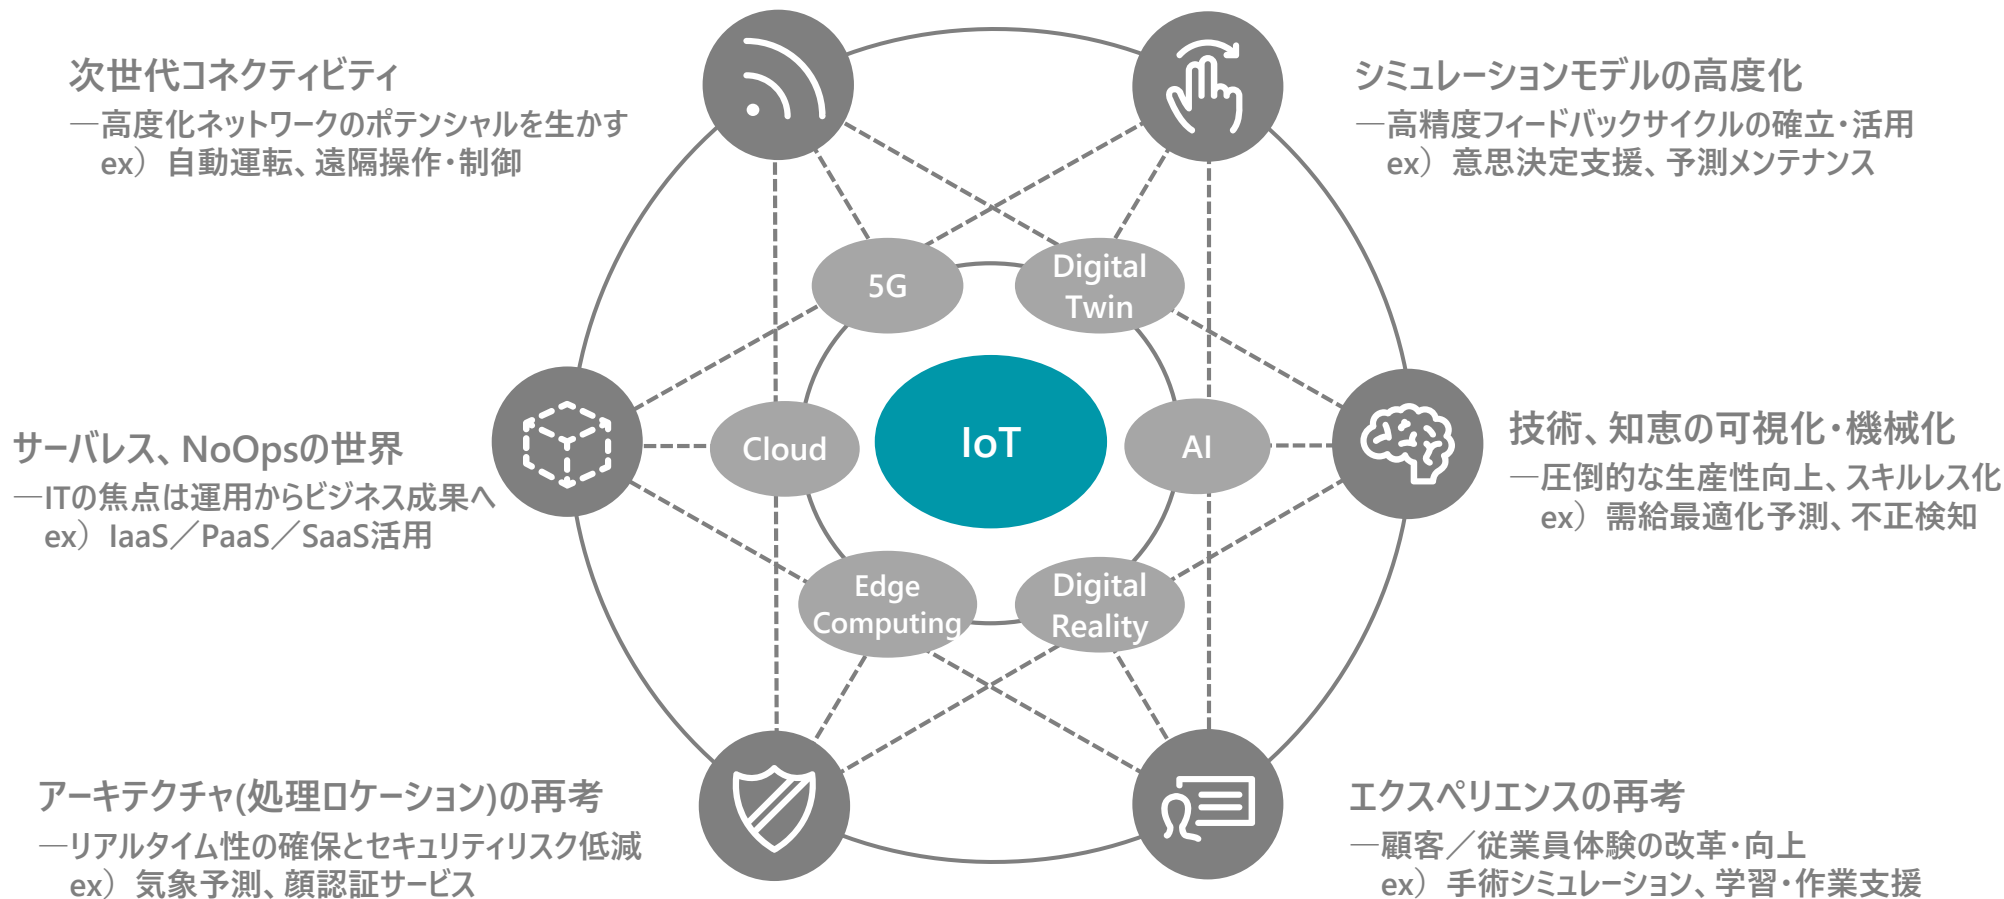 次世代コネクティビティ
―高度化ネットワークのポテンシャルを生かす
ex）自動運転、遠隔操作・制御
シミュレーションモデルの高度化
―高精度フィードバックサイクルの確立・活用
ex）意思決定支援、予測メンテナンス
5G
Digital
Twin
サーバレス、NoOpsの世界
―ITの焦点は運用からビジネス成果へ
ex）IaaS／PaaS／SaaS活用
Cloud
IoT
AI
技術、知恵の可視化・機械化
―圧倒的な生産性向上、スキルレス化
ex）需給最適化予測、不正検知
Edge
Computing
Digital
Reality
アーキテクチャ(処理ロケーション)の再考
―リアルタイム性の確保とセキュリティリスク低減
ex）気象予測、顔認証サービス
エクスペリエンスの再考
―顧客／従業員体験の改革・向上
ex）手術シミュレーション、学習・作業支援